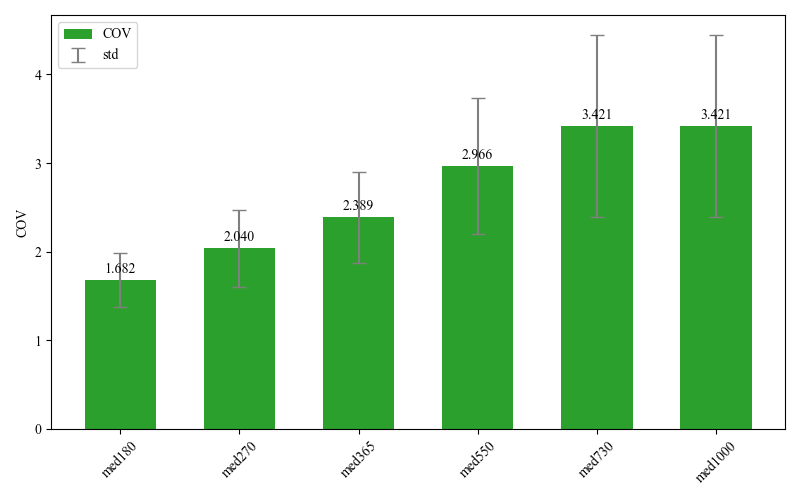 COV
std
4
3
2
1
0
COV
1.682
2.040
2.389
2.966
3.421
3.421
med180
med270
med365
med550
med730
med1000